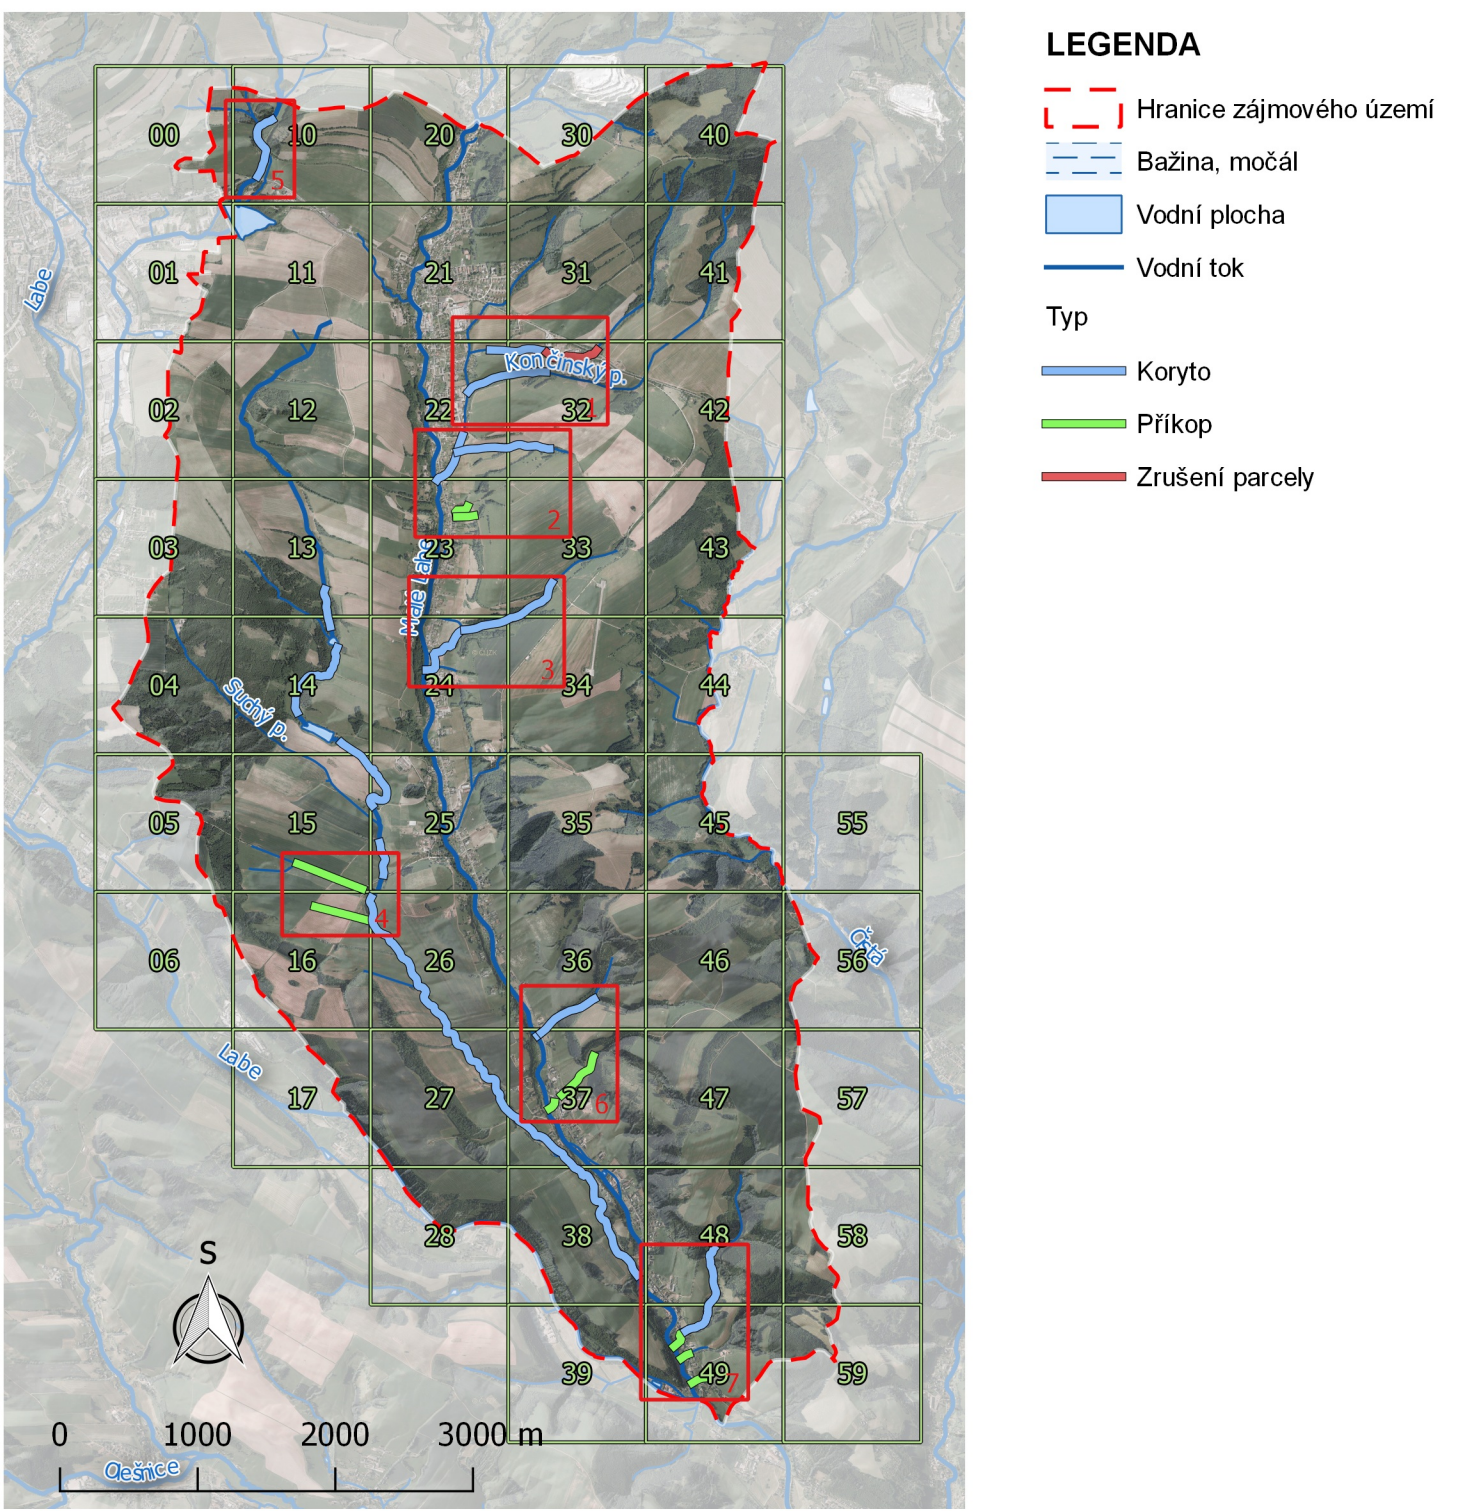 LEGENDA
Hranice zájmového území
Bažina, močál
Vodní plocha
Vodní tok
Typ
Koryto
Příkop
Zrušení parcely
00 10 20 30 40
5
Labe
01 11 21 31 41
Končinský p.
02 12 22 32 42
1
2
03 13 23 33 43
Malé Labe
3
04 14 24 34 44
Suchý p.
05 15 25 35 45 55
4
06 16 26 36 46 56
Čistá
Labe
17 27 37 47 57
6
28 38 48 58
S
39 49 59
7
0 1000 2000 3000 m
Olešnice